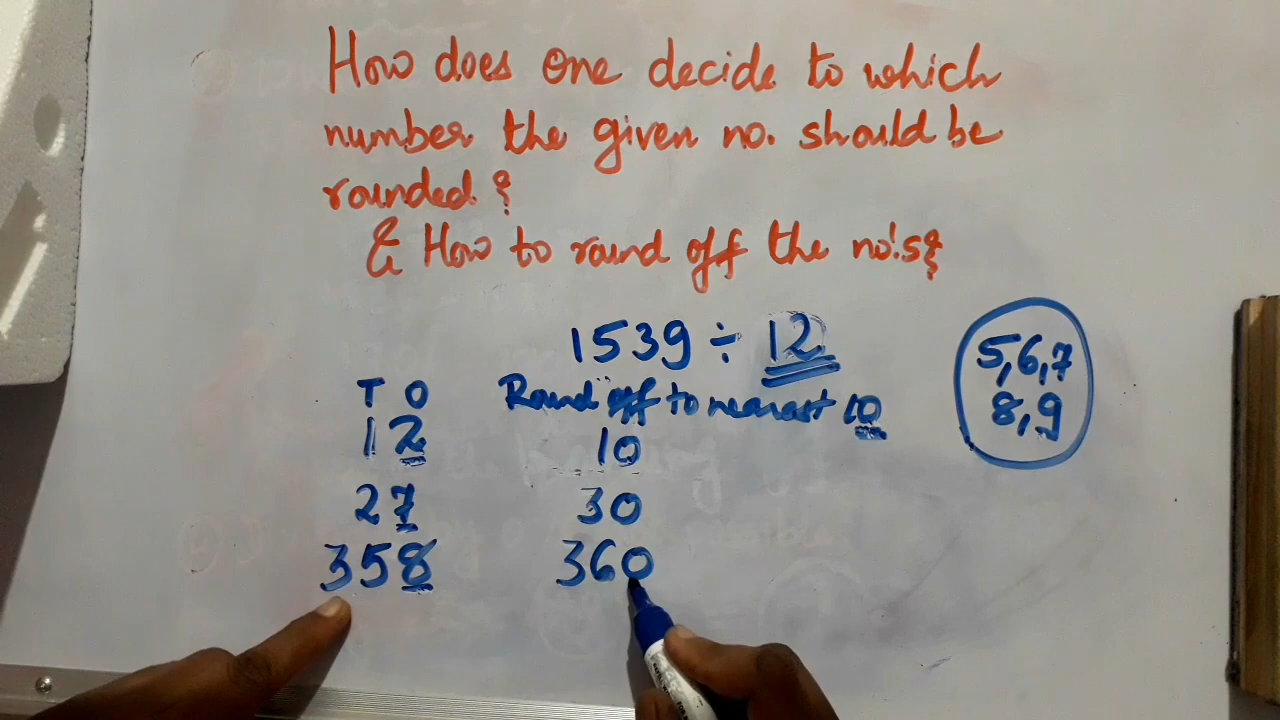 How does one decide to which
number the given no. should be
rounded?
& How to round off the no!s?
1539 ÷ 12
5,6,7
8,9
T O Round off to nearest 10
12 10
27 30
358 360